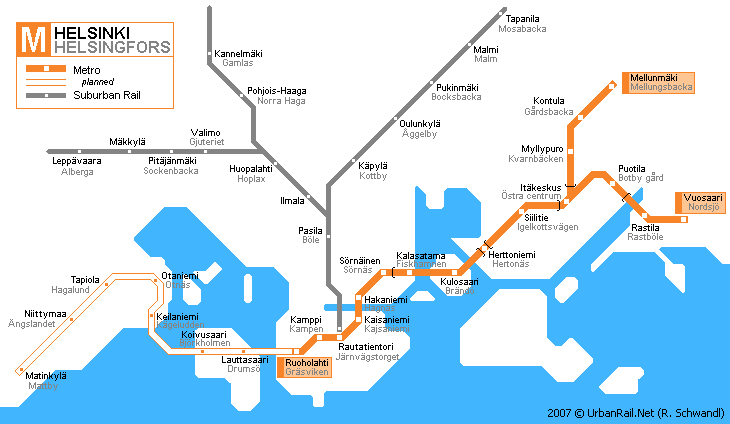 M HELSINKI
HELSINGFORS
Metro
planned
Suburban Rail
Kannelmäki
Gamlas
Pohjois-Haaga
Norra Haga
Valimo
Gjuteriet
Mäkkylä
Leppävaara
Alberga
Pitäjänmäki
Sockenbacka
Huopalahti
Hoplax
Ilmala
Pasila
Böle
Tapanila
Mosabacka
Malmi
Malm
Pukinmäki
Bocksbacka
Oulunkylä
Åggelby
Käpylä
Kottby
Mellunmäki
Mellungsbacka
Kontula
Gårdsbacka
Myllypuro
Kvarnbäcken
Itäkeskus
Östra centrum
Puotila
Botby gård
Vuosaari
Nordsjö
Rastila
Rastböle
Siilitie
Igelkottsvägen
Herttoniemi
Hertonäs
Kulosaari
Brändö
Kalasatama
Fiskhamnen
Sörnäinen
Sörnäs
Hakaniemi
Hagnäs
Kaisaniemi
Kajsaniemi
Rautatientori
Järnvägstorget
Kamppi
Kampen
Ruoholahti
Gräsviken
Lauttasaari
Drumsö
Koivusaari
Björkholmen
Keilaniemi
Kägeludden
Otaniemi
Otnäs
Tapiola
Hagalund
Niittymaa
Ängslandet
Matinkylä
Mattby
2007 © UrbanRail.Net (R. Schwandl)